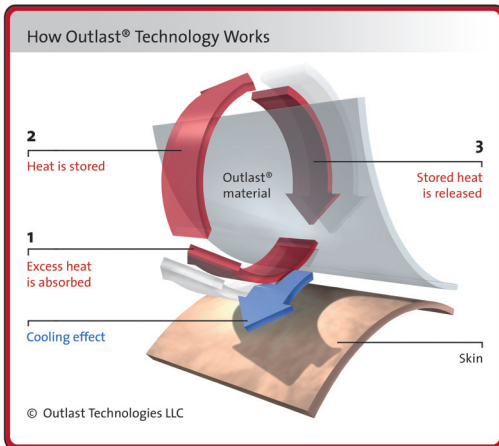 How Outlast® Technology Works
2
Heat is stored
3
Stored heat
is released
Outlast®
material
1
Excess heat
is absorbed
Cooling effect
Skin
© Outlast Technologies LLC